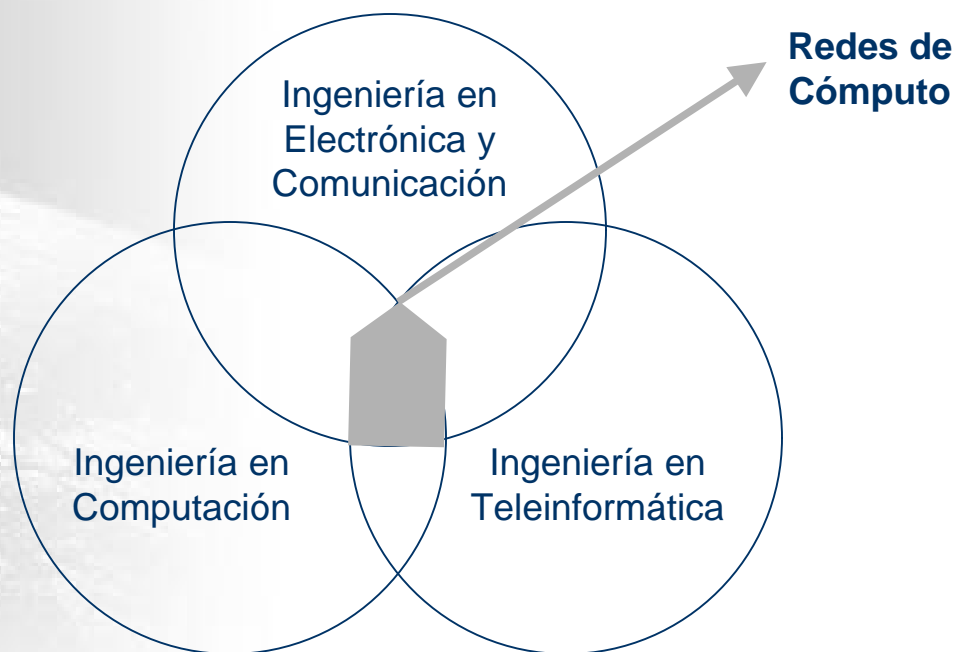 Redes de
Cómputo
Ingeniería en
Electrónica y
Comunicación
Ingeniería en
Computación
Ingeniería en
Teleinformática